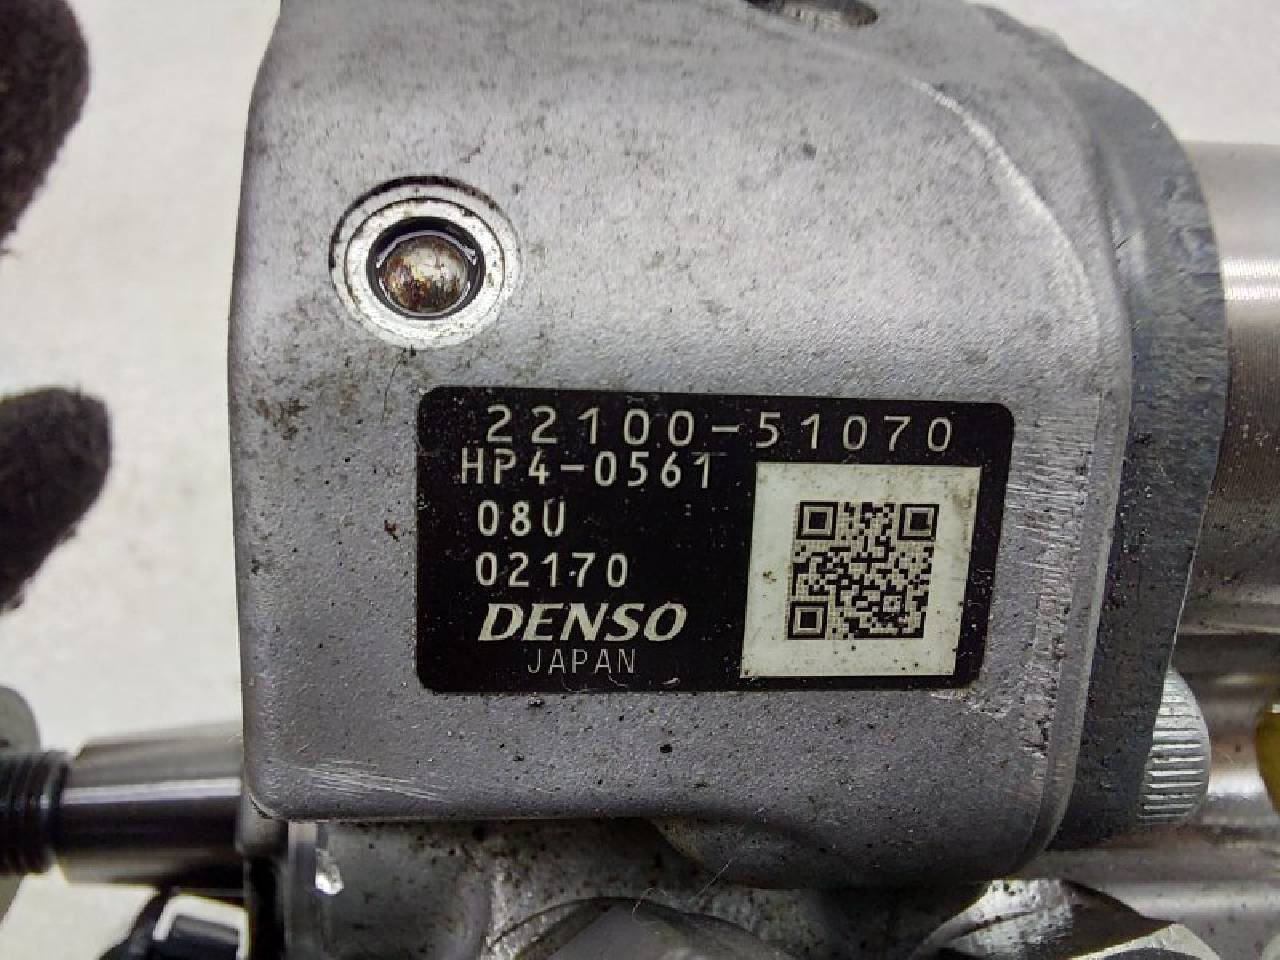 22100-51070
HP4-0561
08U
02170
DENSO
JAPAN